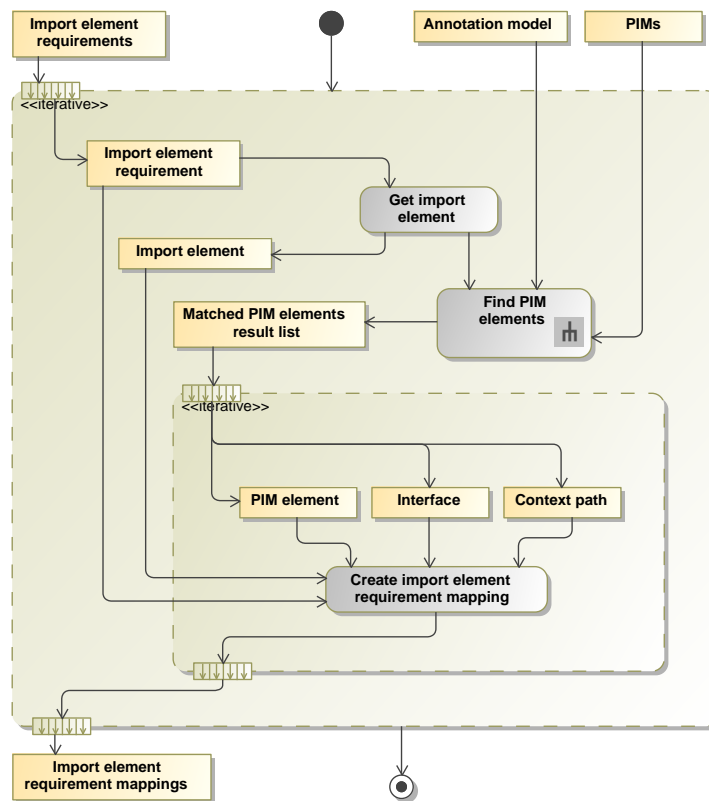 Import element
requirements
Annotation model
PIMs
<<iterative>>
Import element
requirement
Get import
element
Import element
Find PIM
elements
Matched PIM elements
result list
<<iterative>>
PIM element
Interface
Context path
Create import element
requirement mapping
Import element
requirement mappings